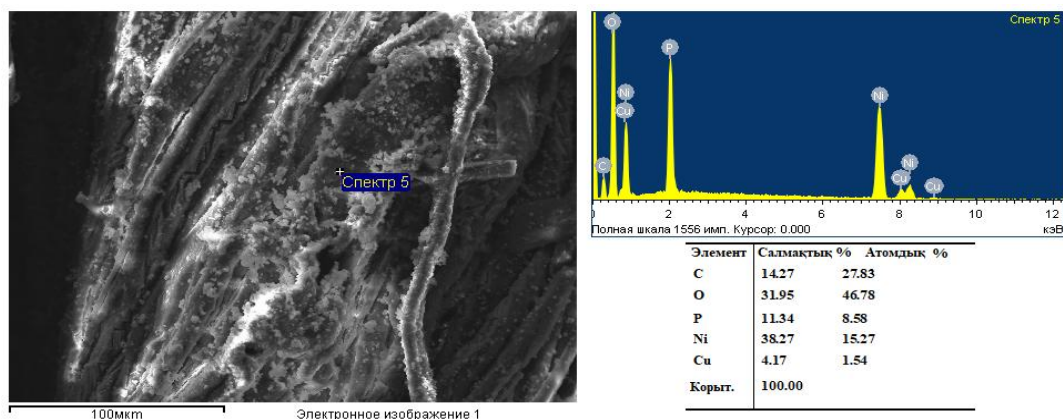 Спектр 5
100мкm
Электронное изображение 1
Спектр 5
O
P
Ni
Ni
Cu
Ni
C
Cu
Cu
0 2 4 6 8 10 12
Полная шкала 1556 имп. Курсор: 0.000 кэВ
Элемент Салмақтық % Атомдық %
C 14.27 27.83
O 31.95 46.78
P 11.34 8.58
Ni 38.27 15.27
Cu 4.17 1.54
Корыт. 100.00